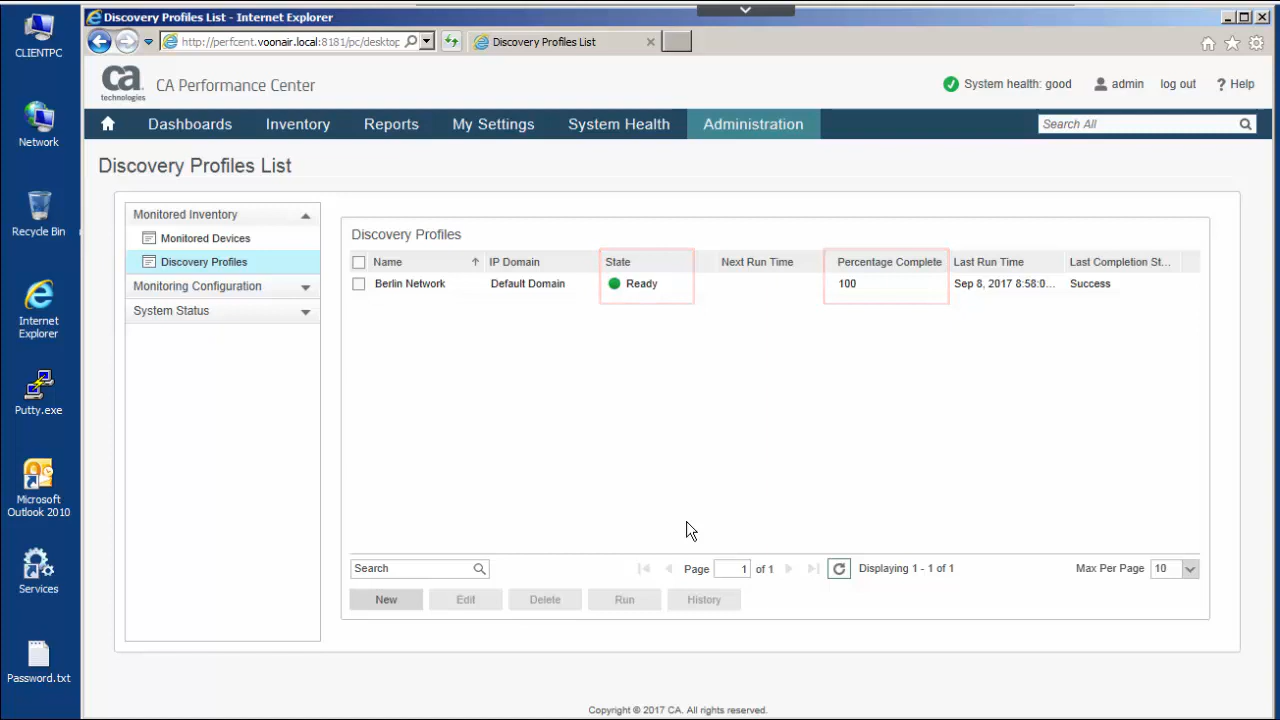 CLIENTPC
Network
Recycle Bin
Internet
Explorer
Putty.exe
Microsoft
Outlook 2010
Services
Password.txt
Discovery Profiles List - Internet Explorer
http://perfcent.voonair.local:8181/pc/desktop
Discovery Profiles List
ca
technologies
CA Performance Center
System health: good
admin
log out
? Help
Dashboards
Inventory
Reports
My Settings
System Health
Administration
Search All
Discovery Profiles List
Monitored Inventory
Monitored Devices
Discovery Profiles
Monitoring Configuration
System Status
Discovery Profiles
Name
IP Domain
State
Next Run Time
Percentage Complete
Last Run Time
Last Completion St...
Berlin Network
Default Domain
Ready
100
Sep 8, 2017 8:58:0...
Success
Search
Page
1
of 1
Displaying 1 - 1 of 1
Max Per Page
10
New
Edit
Delete
Run
History
Copyright © 2017 CA. All rights reserved.